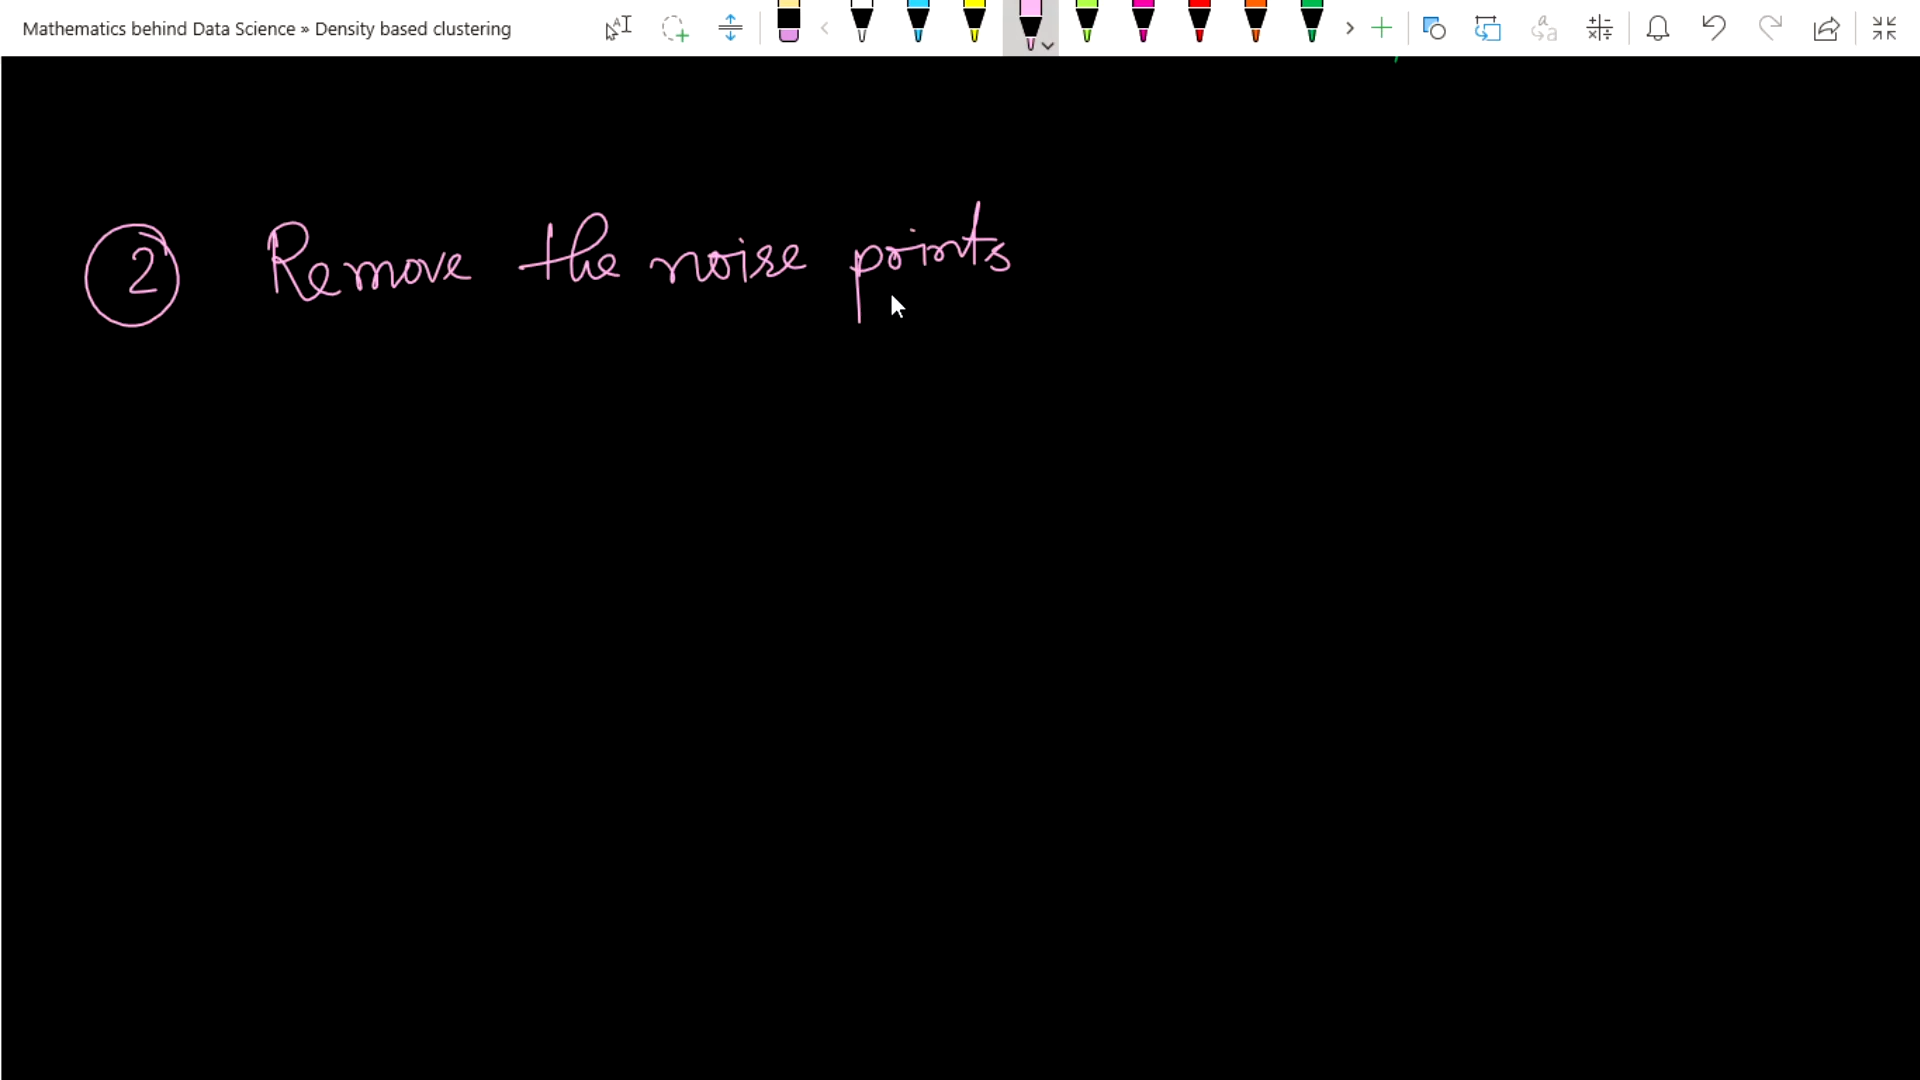 Mathematics behind Data Science » Density based clustering
② Remove the noise points